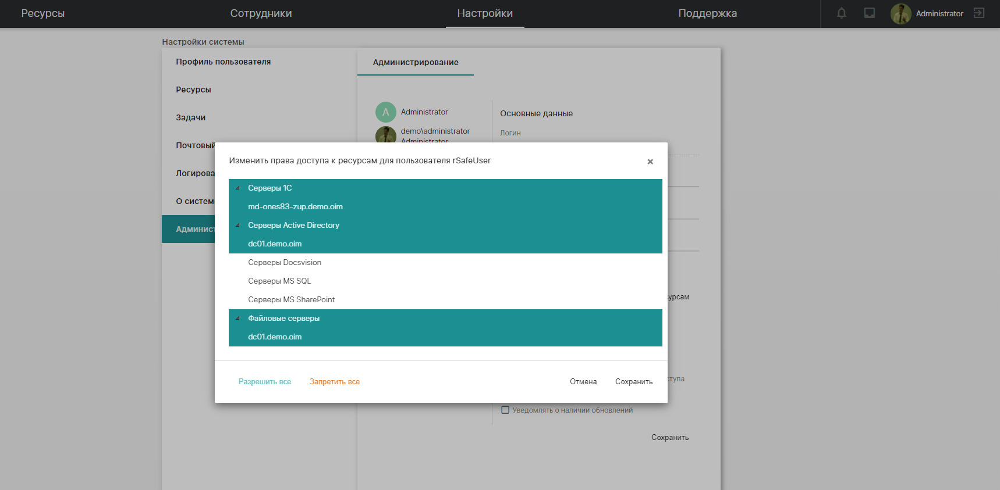 Ресурсы
Сотрудники
Настройки
Поддержка
Administrator
Настройки системы
Профиль пользователя
Администрирование
Ресурсы
Задачи
A
Administrator
Основные данные
demo\administrator
Логин
Administrator
Почтовый
Изменить права доступа к ресурсам для пользователя rSafeUser
Логирова
Серверы 1С
О систем
md-ones83-zup.demo.oim
Серверы Active Directory
Админист
dc01.demo.oim
Серверы Docsvision
Серверы MS SQL
Серверы MS SharePoint
урсам
Файловые серверы
dc01.demo.oim
Разрешить все
Запретить все
Отмена
Сохранить
ступа
Уведомлять о наличии обновлений
Сохранить